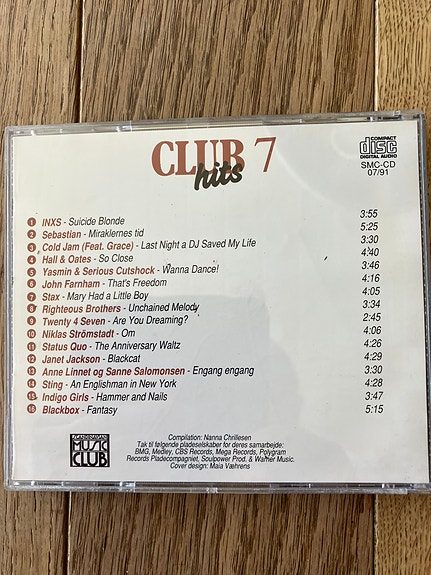 CLUB 7
hits
COMPACT
disc
DIGITAL AUDIO
SMC-CD
07/91
1 INXS - Suicide Blonde 3:55
2 Sebastian - Miraklernes tid 5:25
3 Cold Jam (Feat. Grace) - Last Night a DJ Saved My Life 3:30
4 Hall & Oates - So Close 4:40
5 Yasmin & Serious Cutshock - Wanna Dance! 3:46
6 John Farnham - That's Freedom 4:16
7 Stax - Mary Had a Little Boy 4:05
8 Righteous Brothers - Unchained Melody 3:34
9 Twenty 4 Seven - Are You Dreaming? 2:45
10 Niklas Strömstadt - Om 4:06
11 Status Quo - The Anniversary Waltz 4:26
12 Janet Jackson - Blackcat 4:29
13 Anne Linnet og Sanne Salomonsen - Engang engang 3:30
14 Sting - An Englishman in New York 4:28
15 Indigo Girls - Hammer and Nails 3:47
16 Blackbox - Fantasy 5:15
SCANDINAVIAN
MUSIC
CLUB
Compilation: Nanna Chrillesen
Tak til følgende pladeselskaber for deres samarbejde:
BMG, Medley, CBS Records, Mega Records, Polygram
Records Pladecompagniet, Soulpower Prod. & Warner Music.
Cover design: Maia Væhrens